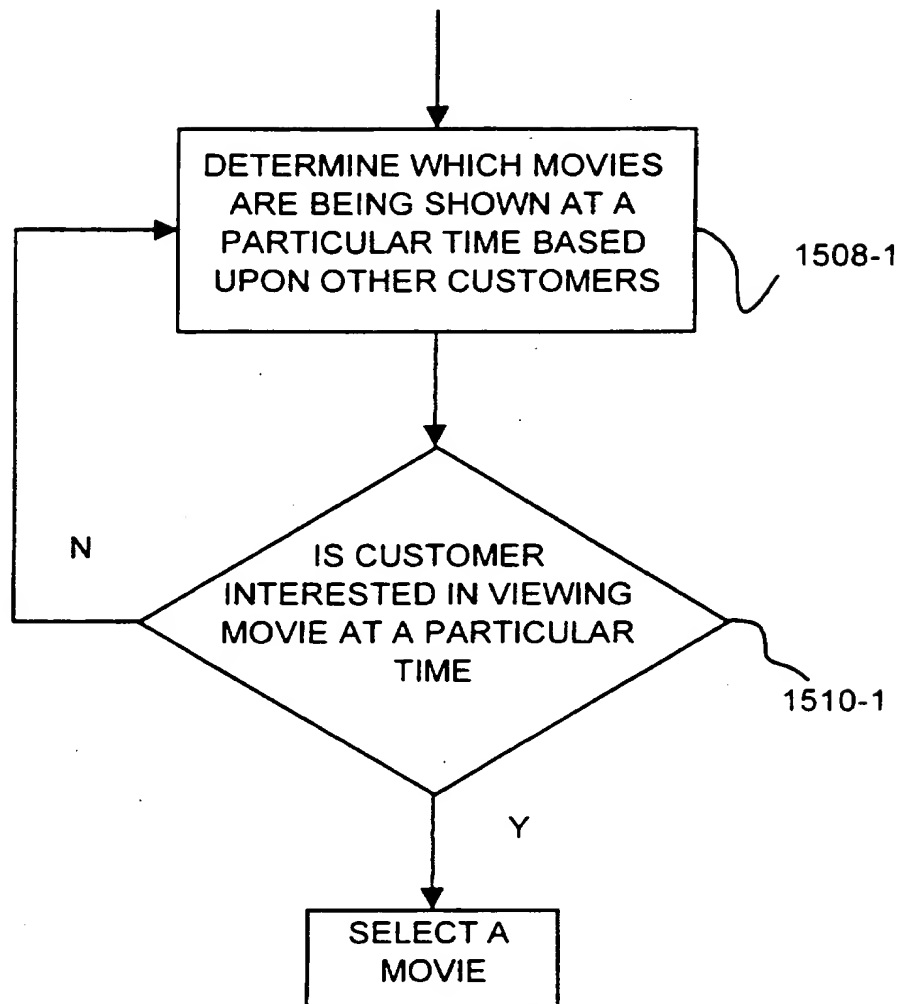 DETERMINE WHICH MOVIES
ARE BEING SHOWN AT A
PARTICULAR TIME BASED
UPON OTHER CUSTOMERS
1508-1
N
IS CUSTOMER
INTERESTED IN VIEWING
MOVIE AT A PARTICULAR
TIME
1510-1
Y
SELECT A
MOVIE